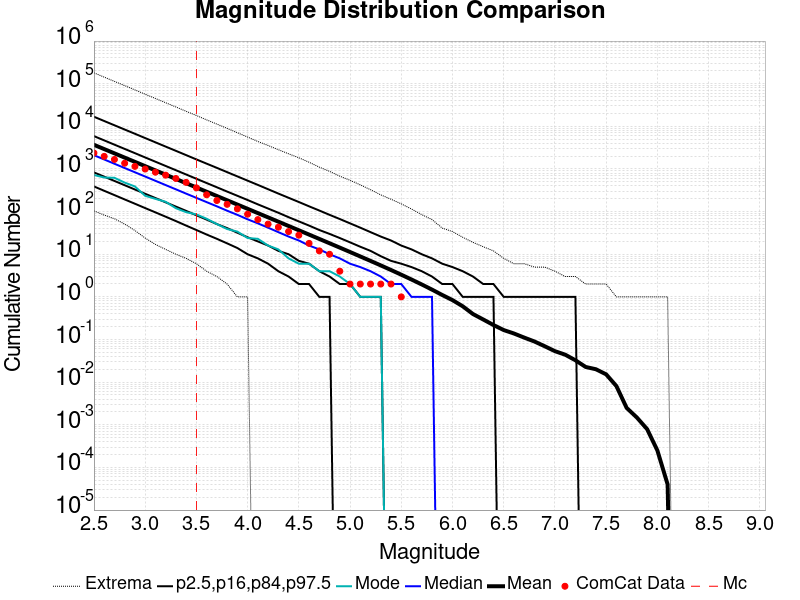 Magnitude Distribution Comparison
10^6
10^5
10^4
10^3
10^2
10^1
10^0
10^-1
10^-2
10^-3
10^-4
10^-5
Cumulative Number
2.5 3.0 3.5 4.0 4.5 5.0 5.5 6.0 6.5 7.0 7.5 8.0 8.5 9.0
Magnitude
Extrema p2.5,p16,p84,p97.5 Mode Median Mean ComCat Data Mc